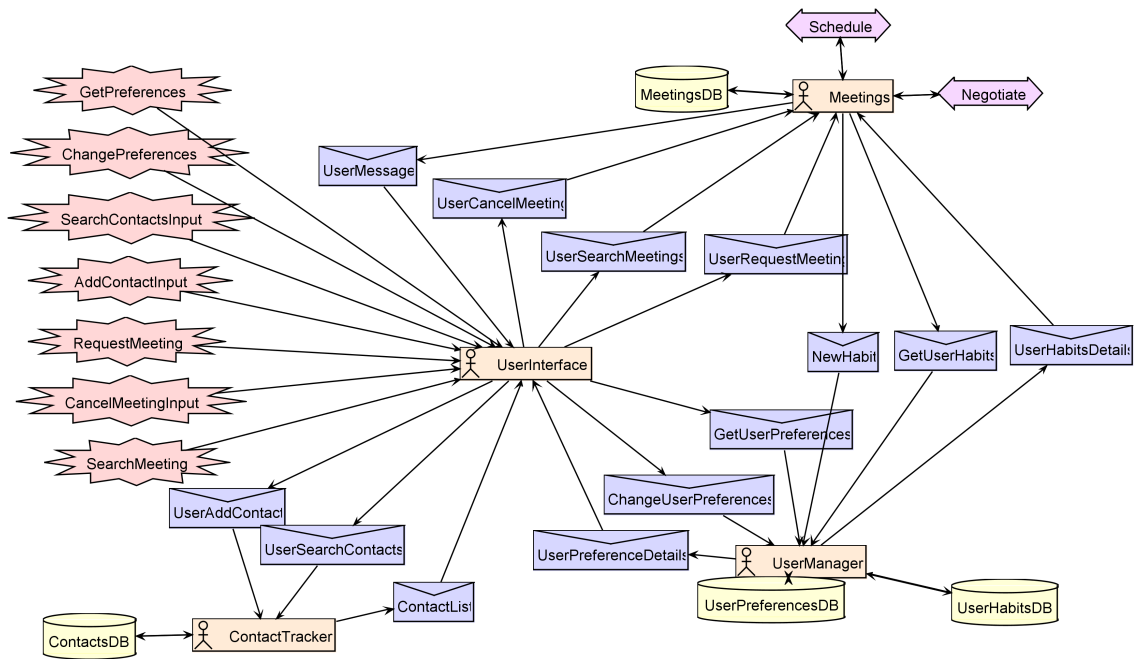 Schedule
GetPreferences
MeetingsDB
Meetings
Negotiate
ChangePreferences
UserMessage
UserCancelMeeting
SearchContactsInput
UserSearchMeetings
UserRequestMeeting
AddContactInput
RequestMeeting
NewHabit
GetUserHabits
UserHabitsDetails
UserInterface
CancelMeetingInput
GetUserPreferences
SearchMeeting
ChangeUserPreferences
UserAddContact
UserSearchContacts
UserPreferenceDetails
UserManager
ContactList
UserPreferencesDB
UserHabitsDB
ContactsDB
ContactTracker